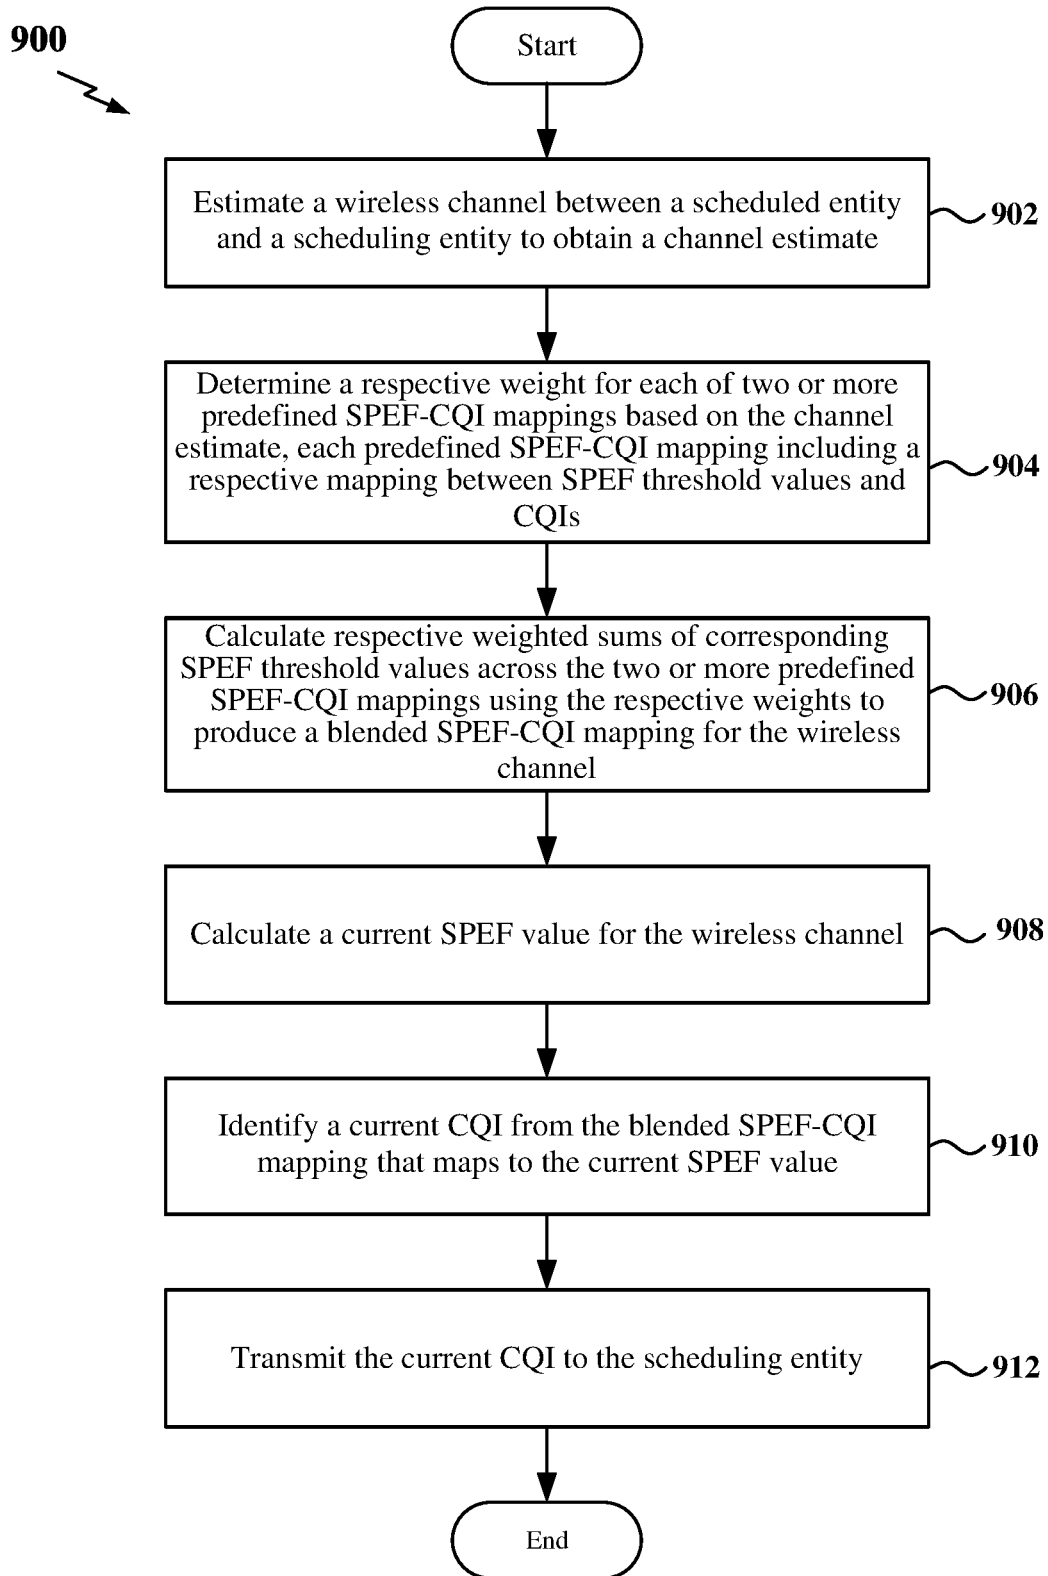 900
Start
Estimate a wireless channel between a scheduled entity
and a scheduling entity to obtain a channel estimate
902
Determine a respective weight for each of two or more
predefined SPEF-CQI mappings based on the channel
estimate, each predefined SPEF-CQI mapping including a
respective mapping between SPEF threshold values and
CQIs
904
Calculate respective weighted sums of corresponding
SPEF threshold values across the two or more predefined
SPEF-CQI mappings using the respective weights to
produce a blended SPEF-CQI mapping for the wireless
channel
906
Calculate a current SPEF value for the wireless channel
908
Identify a current CQI from the blended SPEF-CQI
mapping that maps to the current SPEF value
910
Transmit the current CQI to the scheduling entity
912
End